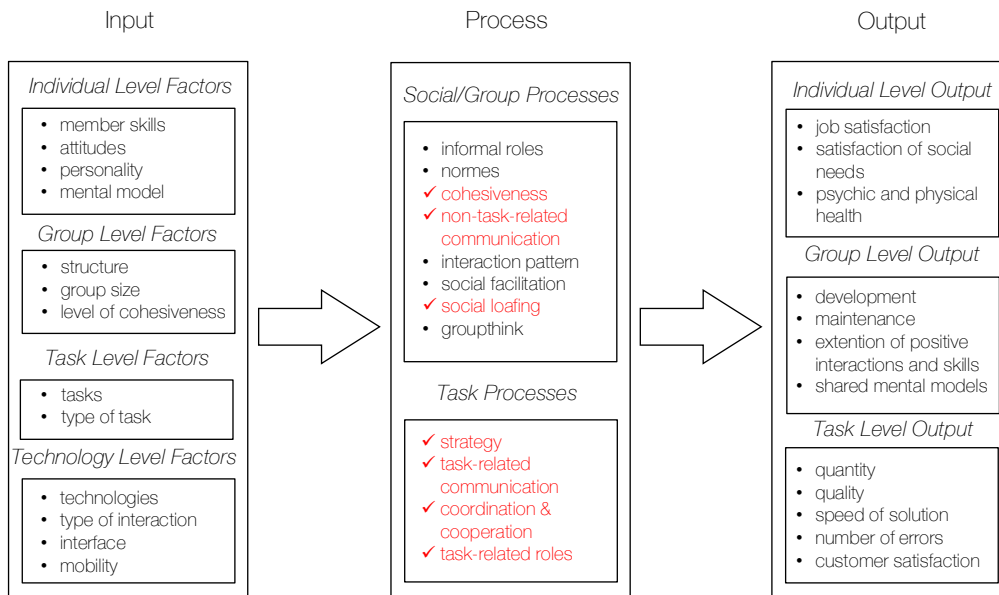 Input
Process
Output
Individual Level Factors
• member skills
• attitudes
• personality
• mental model
Group Level Factors
• structure
• group size
• level of cohesiveness
Task Level Factors
• tasks
• type of task
Technology Level Factors
• technologies
• type of interaction
• interface
• mobility
Social/Group Processes
• informal roles
• normes
✓ cohesiveness
✓ non-task-related
communication
• interaction pattern
• social facilitation
✓ social loafing
• groupthink
Task Processes
✓ strategy
✓ task-related
communication
✓ coordination &
cooperation
✓ task-related roles
Individual Level Output
• job satisfaction
• satisfaction of social
needs
• psychic and physical
health
Group Level Output
• development
• maintenance
• extention of positive
interactions and skills
• shared mental models
Task Level Output
• quantity
• quality
• speed of solution
• number of errors
• customer satisfaction